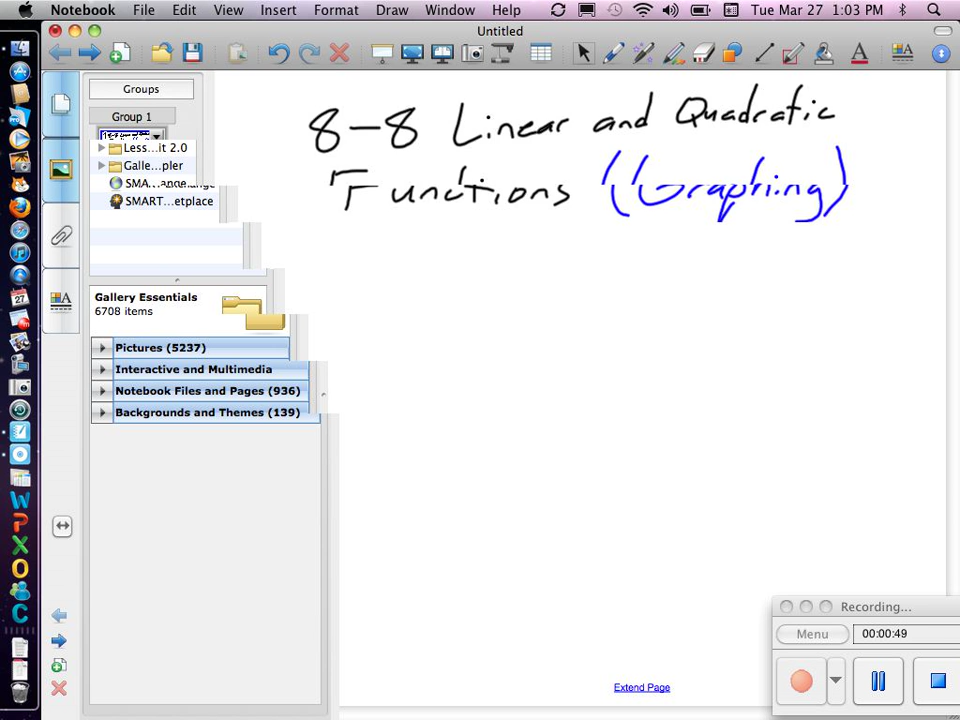 Notebook File Edit View Insert Format Draw Window Help Tue Mar 27 1:03 PM
Untitled
Groups
Group 1
Less...it 2.0
Galle...pler
SMART...etplace
Gallery Essentials
6708 items
Pictures (5237)
Interactive and Multimedia
Notebook Files and Pages (936)
Backgrounds and Themes (139)
8-8 Linear and Quadratic
Functions (Graphing)
Extend Page
Recording...
Menu 00:00:49